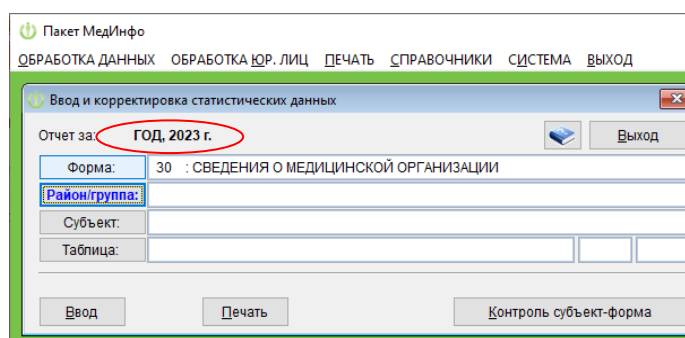 Пакет МедИнфо
ОБРАБОТКА ДАННЫХ ОБРАБОТКА ЮР. ЛИЦ ПЕЧАТЬ СПРАВОЧНИКИ СИСТЕМА ВЫХОД
Ввод и корректировка статистических данных
Отчет за: ГОД, 2023 г. Выход
Форма: 30 : СВЕДЕНИЯ О МЕДИЦИНСКОЙ ОРГАНИЗАЦИИ
Район/группа:
Субъект:
Таблица:
Ввод Печать Контроль субъект-форма